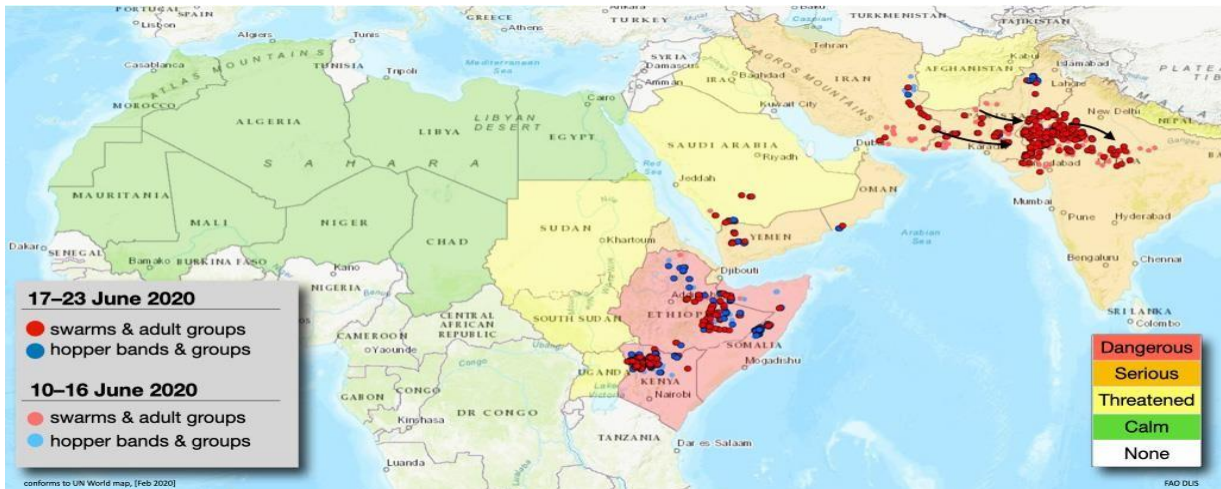 PORTUGAL
SPAIN
Lisbon
Ankara
GREECE
Athens
TURKEY
Caspian
Sea
Baku
TURKMENISTAN
TAJIKISTAN
Algiers
Tunis
Casablanca
ATLAS MOUNTAINS
TUNISIA
Tripoli
Mediterranean
Sea
SYRIA
Damascus
Amman
IRAQ
Baghdad
ZAGROS MOUNTAINS
Tehran
IRAN
AFGHANISTAN
Kabul
Islamabad
Lahore
MOROCCO
ALGERIA
LIBYA
LIBYAN
DESERT
Cairo
EGYPT
Kuwait City
New Delhi
NEPAL
SAHARA
SAUDI ARABIA
Riyadh
Red
Sea
Jeddah
OMAN
Mumbai
Pune
Hyderabad
MAURITANIA
MALI
NIGER
CHAD
SUDAN
Khartoum
YEMEN
Arabian
Sea
Bengaluru
Chennai
Dakar
SENEGAL
Bamako
BURKINA FASO
Kano
NIGERIA
Djibouti
SRI LANKA
Colombo
CAMEROON
Yaounde
CENTRAL
AFRICAN
REPUBLIC
SOUTH SUDAN
SOMALIA
Mogadishu
UGANDA
KENYA
Nairobi
GABON
CONGO
Congo
DR CONGO
Kinshasa
Luanda
TANZANIA
Dar es Salaam
17–23 June 2020
swarms & adult groups
hopper bands & groups
10–16 June 2020
swarms & adult groups
hopper bands & groups
Dangerous
Serious
Threatened
Calm
None
conforms to UN World map, [Feb 2020]
FAO DLIS